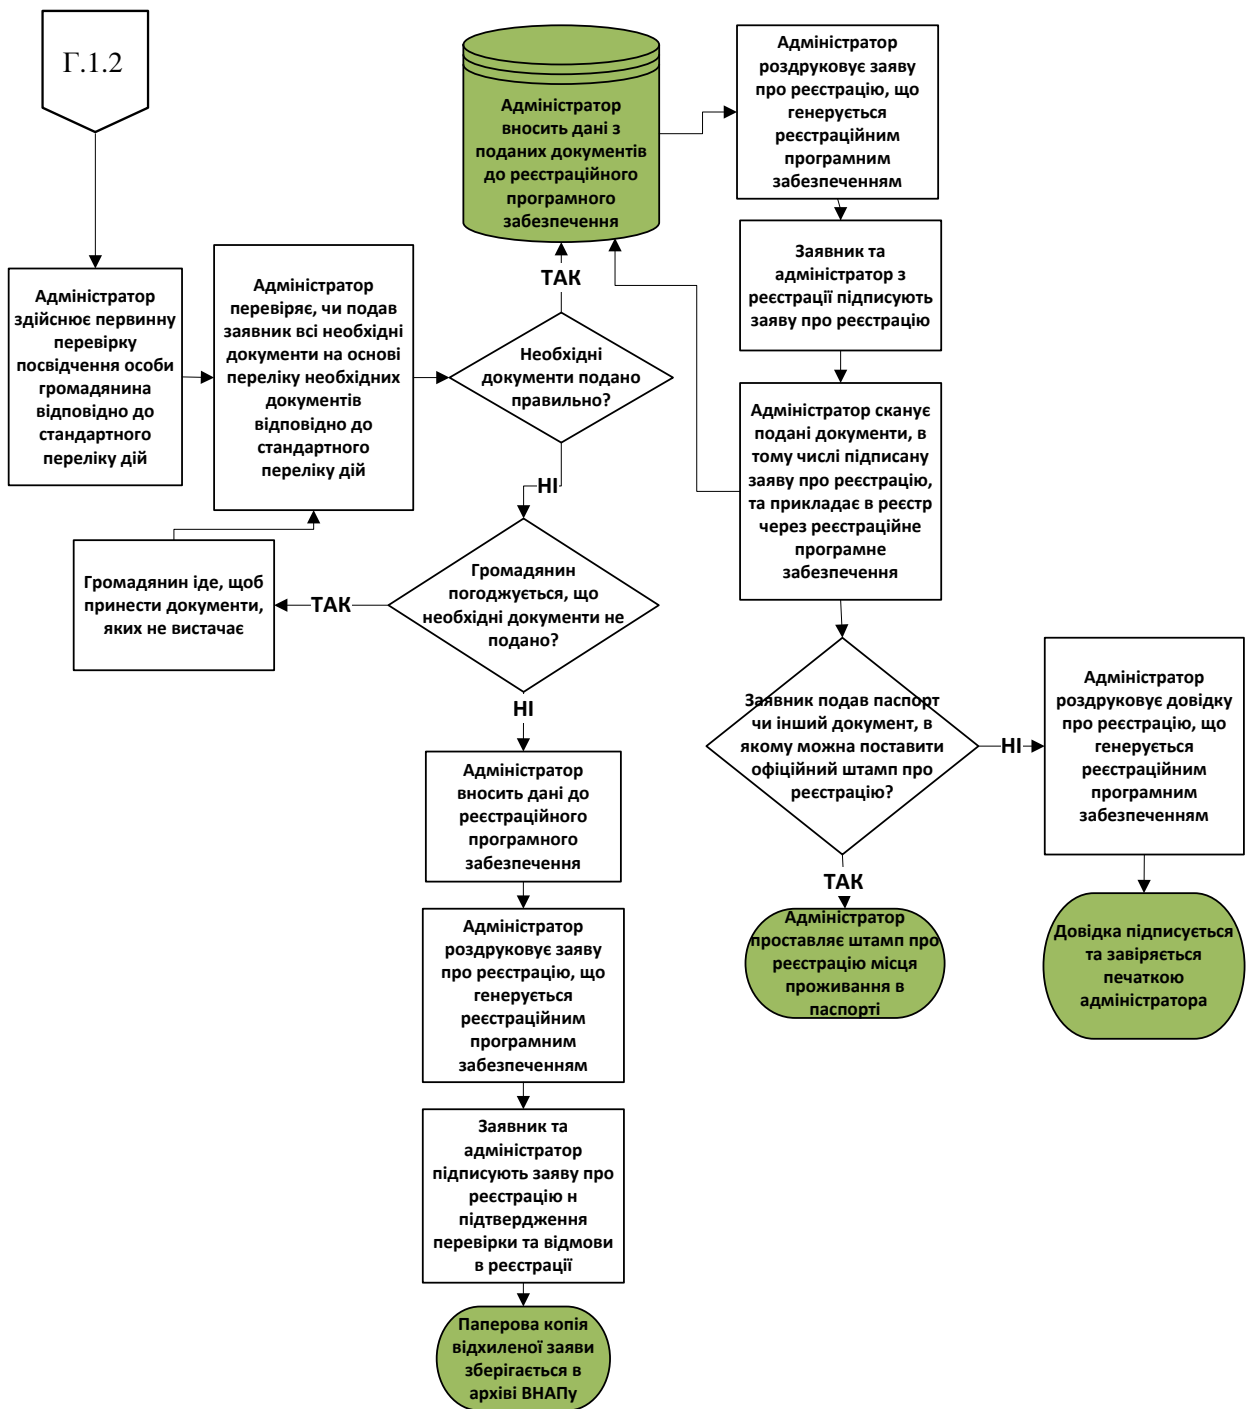 Г.1.2
Адміністратор
здійснює первинну
перевірку
посвідчення особи
громадянина
відповідно до
стандартного
переліку дій
Адміністратор
перевіряє, чи подав
заявник всі необхідні
документи на основі
переліку необхідних
документів
відповідно до
стандартного
переліку дій
Необхідні
документи подано
правильно?
ТАК
Адміністратор
вносить дані з
поданих документів
до реєстраційного
програмного
забезпечення
Адміністратор
роздруковує заяву
про реєстрацію, що
генерується
реєстраційним
програмним
забезпеченням
Заявник та
адміністратор з
реєстрації підписують
заяву про реєстрацію
Адміністратор сканує
подані документи, в
тому числі підписану
заяву про реєстрацію,
та прикладає в реєстр
через реєстраційне
програмне
забезпечення
НІ
Громадянин
погоджується, що
необхідні документи не
подано?
ТАК
Громадянин іде, щоб
принести документи,
яких не вистачає
НІ
Адміністратор
вносить дані до
реєстраційного
програмного
забезпечення
Адміністратор
роздруковує заяву
про реєстрацію, що
генерується
реєстраційним
програмним
забезпеченням
Заявник та
адміністратор
підписують заяву про
реєстрацію н
підтвердження
перевірки та відмови
в реєстрації
Паперова копія
відхиленої заяви
зберігається в
архіві ВНАПу
Заявник подав паспорт
чи інший документ, в
якому можна поставити
офіційний штамп про
реєстрацію?
НІ
Адміністратор
роздруковує довідку
про реєстрацію, що
генерується
реєстраційним
програмним
забезпеченням
ТАК
Адміністратор
проставляє штамп про
реєстрацію місця
проживання в
паспорті
Довідка підписується
та завіряється
печаткою
адміністратора